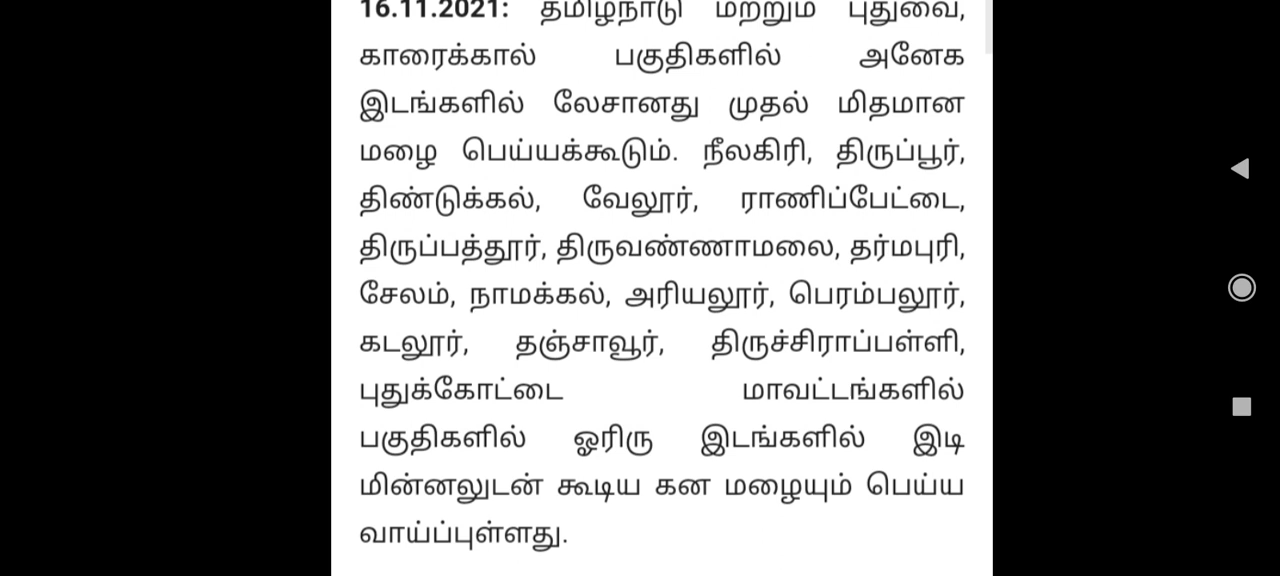 16.11.2021: தமிழ்நாடு மற்றும் புதுவை,
காரைக்கால் பகுதிகளில் அனேக
இடங்களில் லேசானது முதல் மிதமான
மழை பெய்யக்கூடும். நீலகிரி, திருப்பூர்,
திண்டுக்கல், வேலூர், ராணிப்பேட்டை,
திருப்பத்தூர், திருவண்ணாமலை, தர்மபுரி,
சேலம், நாமக்கல், அரியலூர், பெரம்பலூர்,
கடலூர், தஞ்சாவூர், திருச்சிராப்பள்ளி,
புதுக்கோட்டை மாவட்டங்களில்
பகுதிகளில் ஓரிரு இடங்களில் இடி
மின்னலுடன் கூடிய கன மழையும் பெய்ய
வாய்ப்புள்ளது.